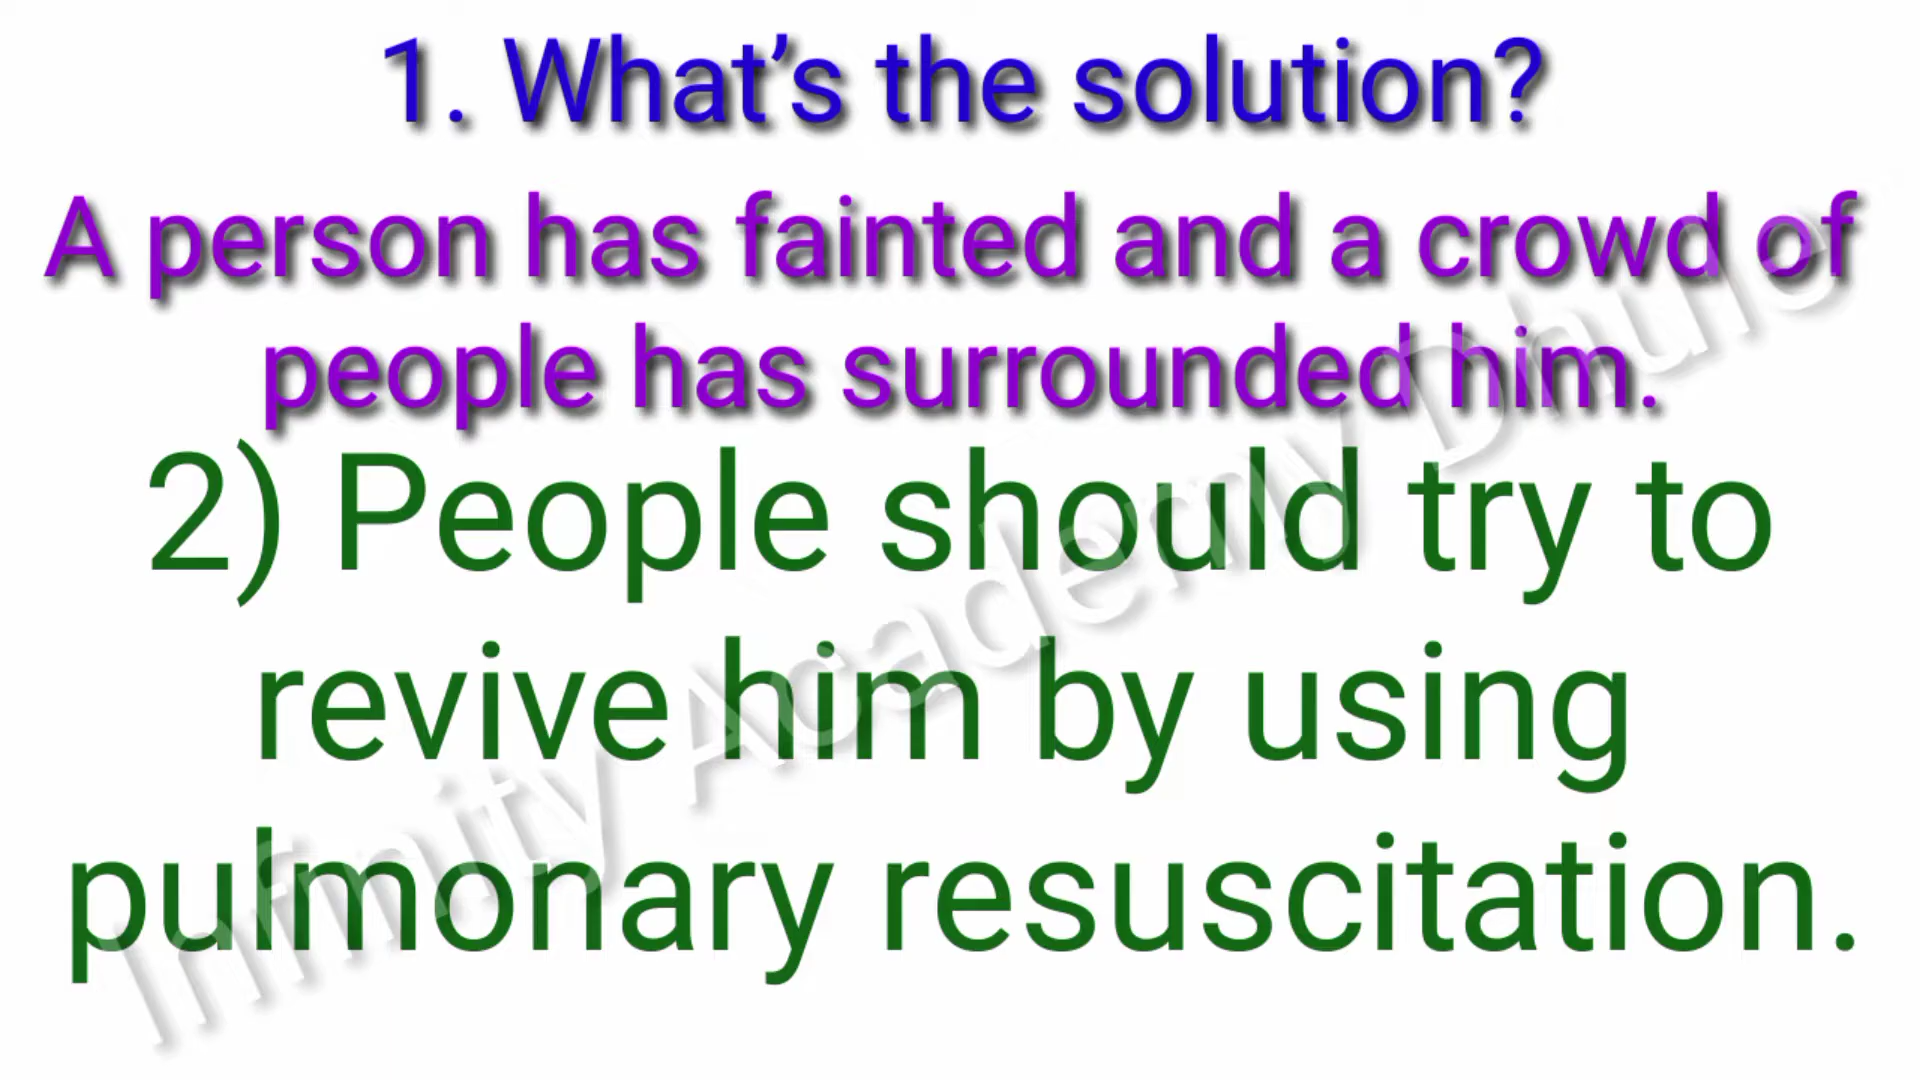 1. What’s the solution?
A person has fainted and a crowd of
people has surrounded him.
2) People should try to
revive him by using
pulmonary resuscitation.
Infinity Academy Dhule